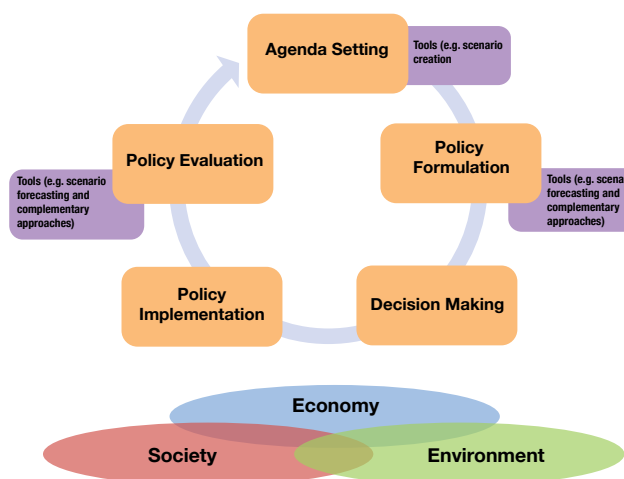 Agenda Setting
Tools (e.g. scenario
creation
Policy
Formulation
Tools (e.g.
forecasting and
complementary
approaches)
Decision Making
Policy
Implementation
Policy Evaluation
Tools (e.g. scenario
forecasting and
complementary
approaches)
Economy
Society
Environment